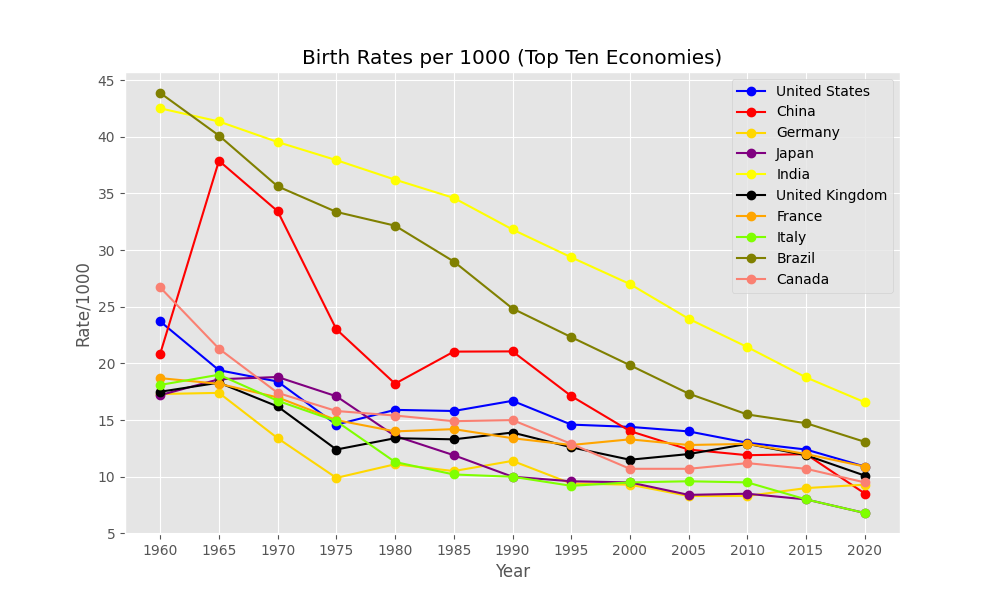 Birth Rates per 1000 (Top Ten Economies)
45
40
35
30
25
20
15
10
5
Rate/1000
United States
China
Germany
Japan
India
United Kingdom
France
Italy
Brazil
Canada
1960 1965 1970 1975 1980 1985 1990 1995 2000 2005 2010 2015 2020
Year